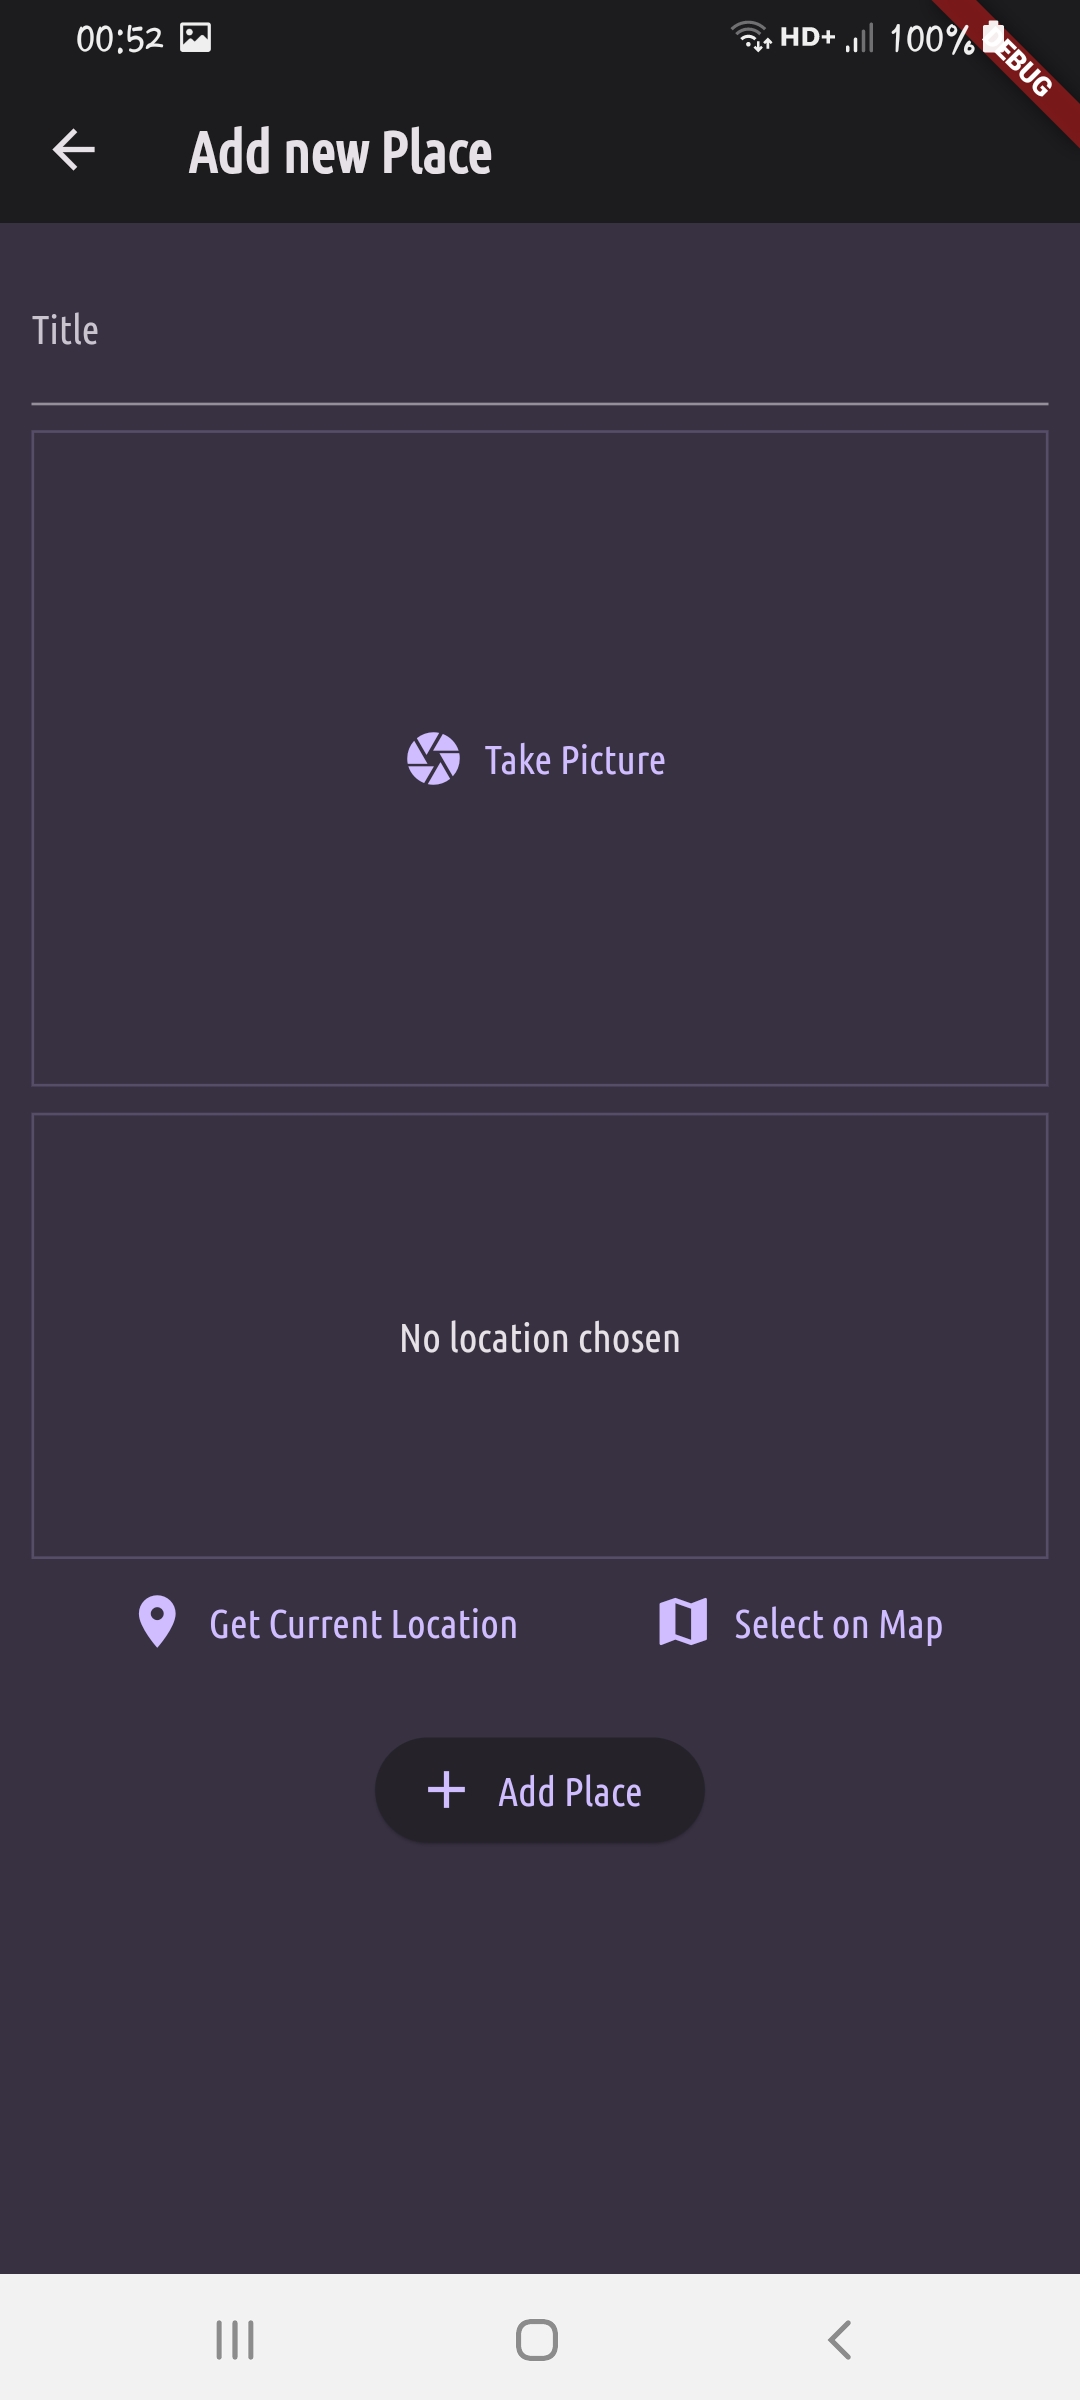 00:52 HD+ 100%
DEBUG
Add new Place
Title
Take Picture
No location chosen
Get Current Location Select on Map
Add Place